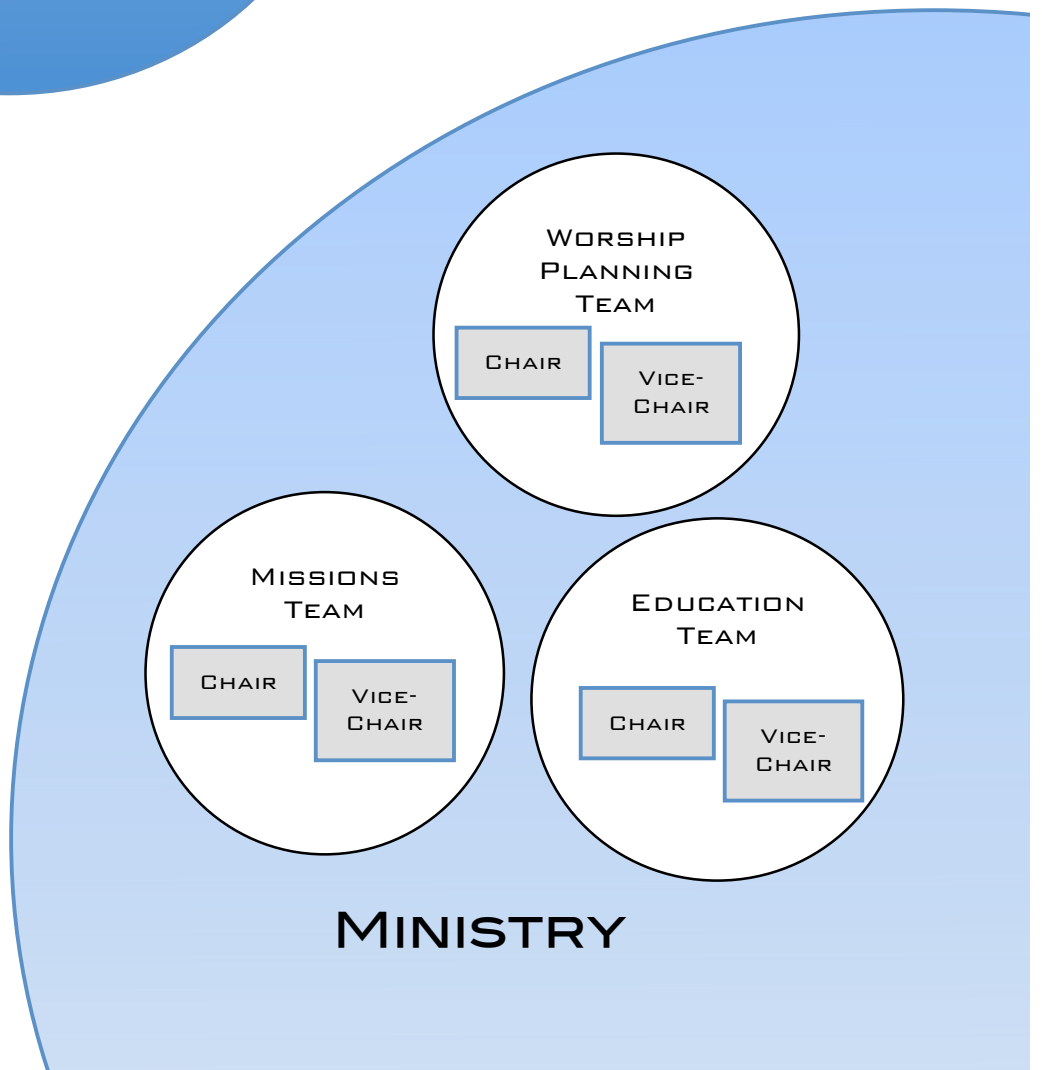 Worship
Planning
Team
Chair
Vice-
Chair
Missions
Team
Chair
Vice-
Chair
Education
Team
Chair
Vice-
Chair
Ministry